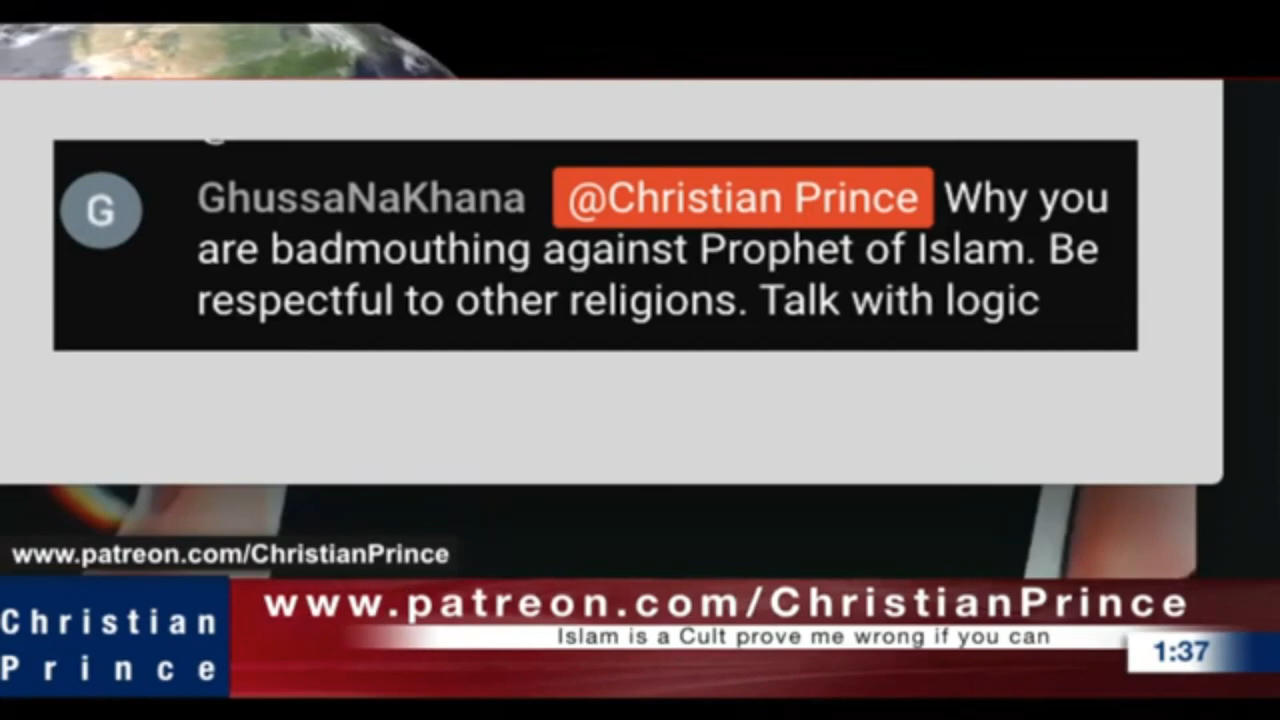 G
GhussaNaKhana @Christian Prince Why you
are badmouthing against Prophet of Islam. Be
respectful to other religions. Talk with logic
www.patreon.com/ChristianPrince
Christian
Prince
www.patreon.com/ChristianPrince
Islam is a Cult prove me wrong if you can
1:37